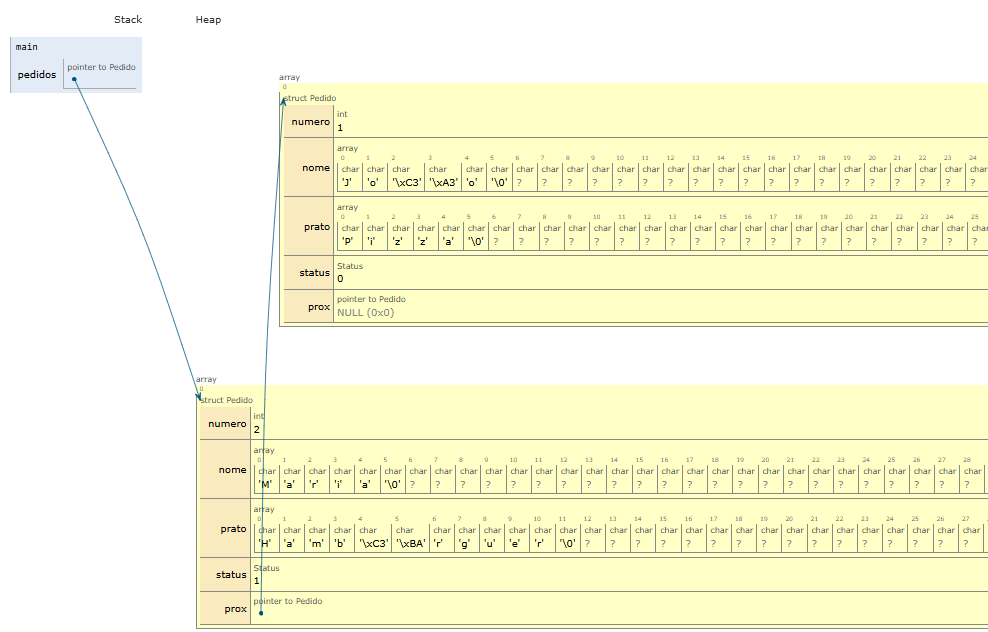 Stack Heap
main
pedidos pointer to Pedido
array
0
struct Pedido
numero int
1
nome array
0 1 2 3 4 5 6 7 8 9 10 11 12 13 14 15 16 17 18 19 20 21 22 23 24
char char char char char char char char char char char char char char char char char char char char char char char char char
'J' 'o' '\xC3' '\xA3' 'o' '\0' ? ? ? ? ? ? ? ? ? ? ? ? ? ? ? ? ? ? ?
prato array
0 1 2 3 4 5 6 7 8 9 10 11 12 13 14 15 16 17 18 19 20 21 22 23 24 25
char char char char char char char char char char char char char char char char char char char char char char char char char char
'P' 'i' 'z' 'z' 'a' '\0' ? ? ? ? ? ? ? ? ? ? ? ? ? ? ? ? ? ? ? ?
status Status
0
prox pointer to Pedido
NULL (0x0)
array
0
struct Pedido
numero int
2
nome array
0 1 2 3 4 5 6 7 8 9 10 11 12 13 14 15 16 17 18 19 20 21 22 23 24 25 26 27 28
char char char char char char char char char char char char char char char char char char char char char char char char char char char char char
'M' 'a' 'r' 'i' 'a' '\0' ? ? ? ? ? ? ? ? ? ? ? ? ? ? ? ? ? ? ? ? ? ? ?
prato array
0 1 2 3 4 5 6 7 8 9 10 11 12 13 14 15 16 17 18 19 20 21 22 23 24 25 26 27
char char char char char char char char char char char char char char char char char char char char char char char char char char char char
'H' 'a' 'm' 'b' '\xC3' '\xBA' 'r' 'g' 'u' 'e' 'r' '\0' ? ? ? ? ? ? ? ? ? ? ? ? ? ? ? ?
status Status
1
prox pointer to Pedido